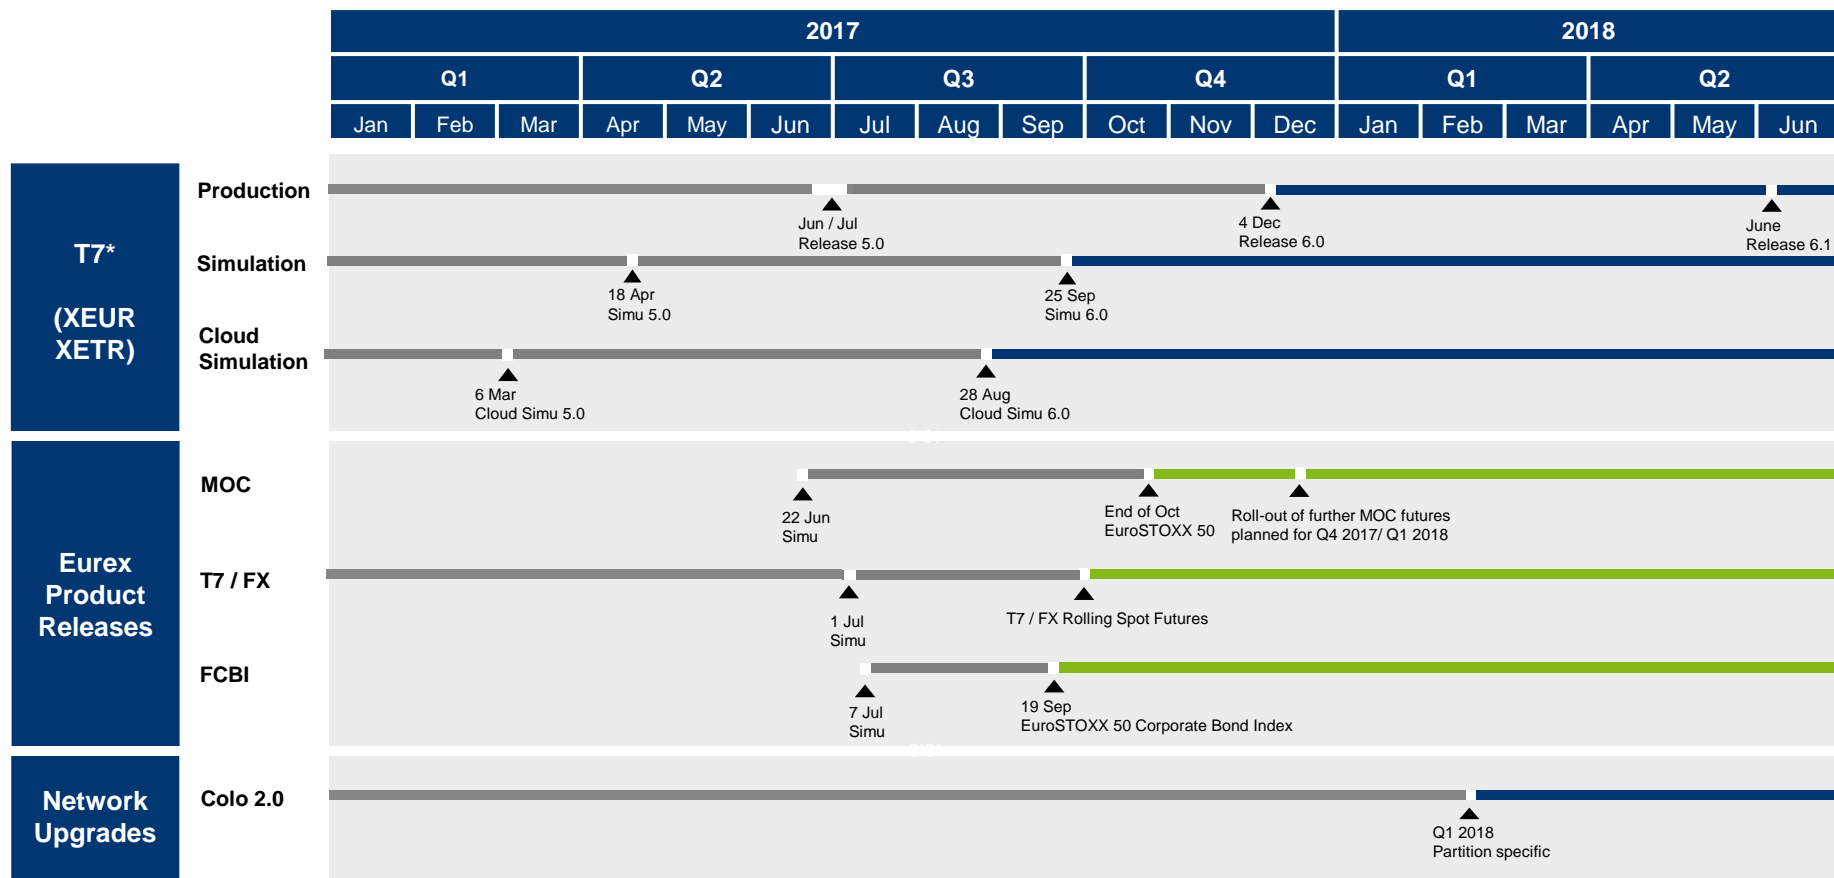 2017
2018
Q1
Q2
Q3
Q4
Q1
Q2
Jan
Feb
Mar
Apr
May
Jun
Jul
Aug
Sep
Oct
Nov
Dec
Jan
Feb
Mar
Apr
May
Jun
T7*
(XEUR
XETR)
Production
Jun / Jul
Release 5.0
4 Dec
Release 6.0
June
Release 6.1
Simulation
18 Apr
Simu 5.0
25 Sep
Simu 6.0
Cloud
Simulation
6 Mar
Cloud Simu 5.0
28 Aug
Cloud Simu 6.0
Eurex
Product
Releases
MOC
22 Jun
Simu
End of Oct
EuroSTOXX 50
Roll-out of further MOC futures
planned for Q4 2017/ Q1 2018
T7 / FX
1 Jul
Simu
T7 / FX Rolling Spot Futures
FCBI
7 Jul
Simu
19 Sep
EuroSTOXX 50 Corporate Bond Index
Network
Upgrades
Colo 2.0
Q1 2018
Partition specific